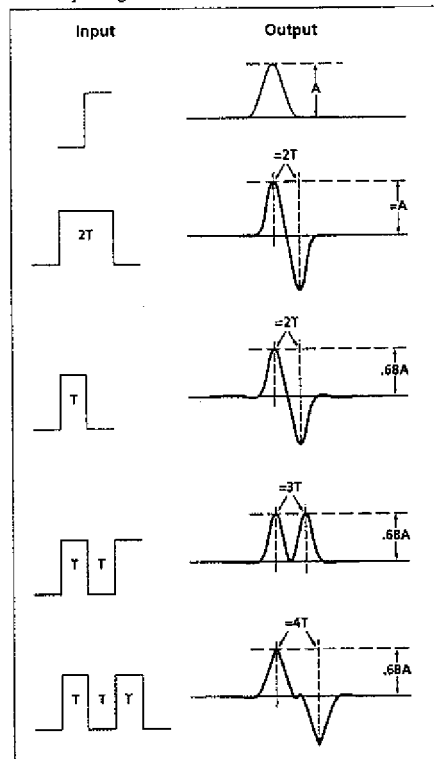 Input Output
A
=2T
=A
2T
=2T
.68A
T
=3T
.68A
T T
=4T
.68A
T T T